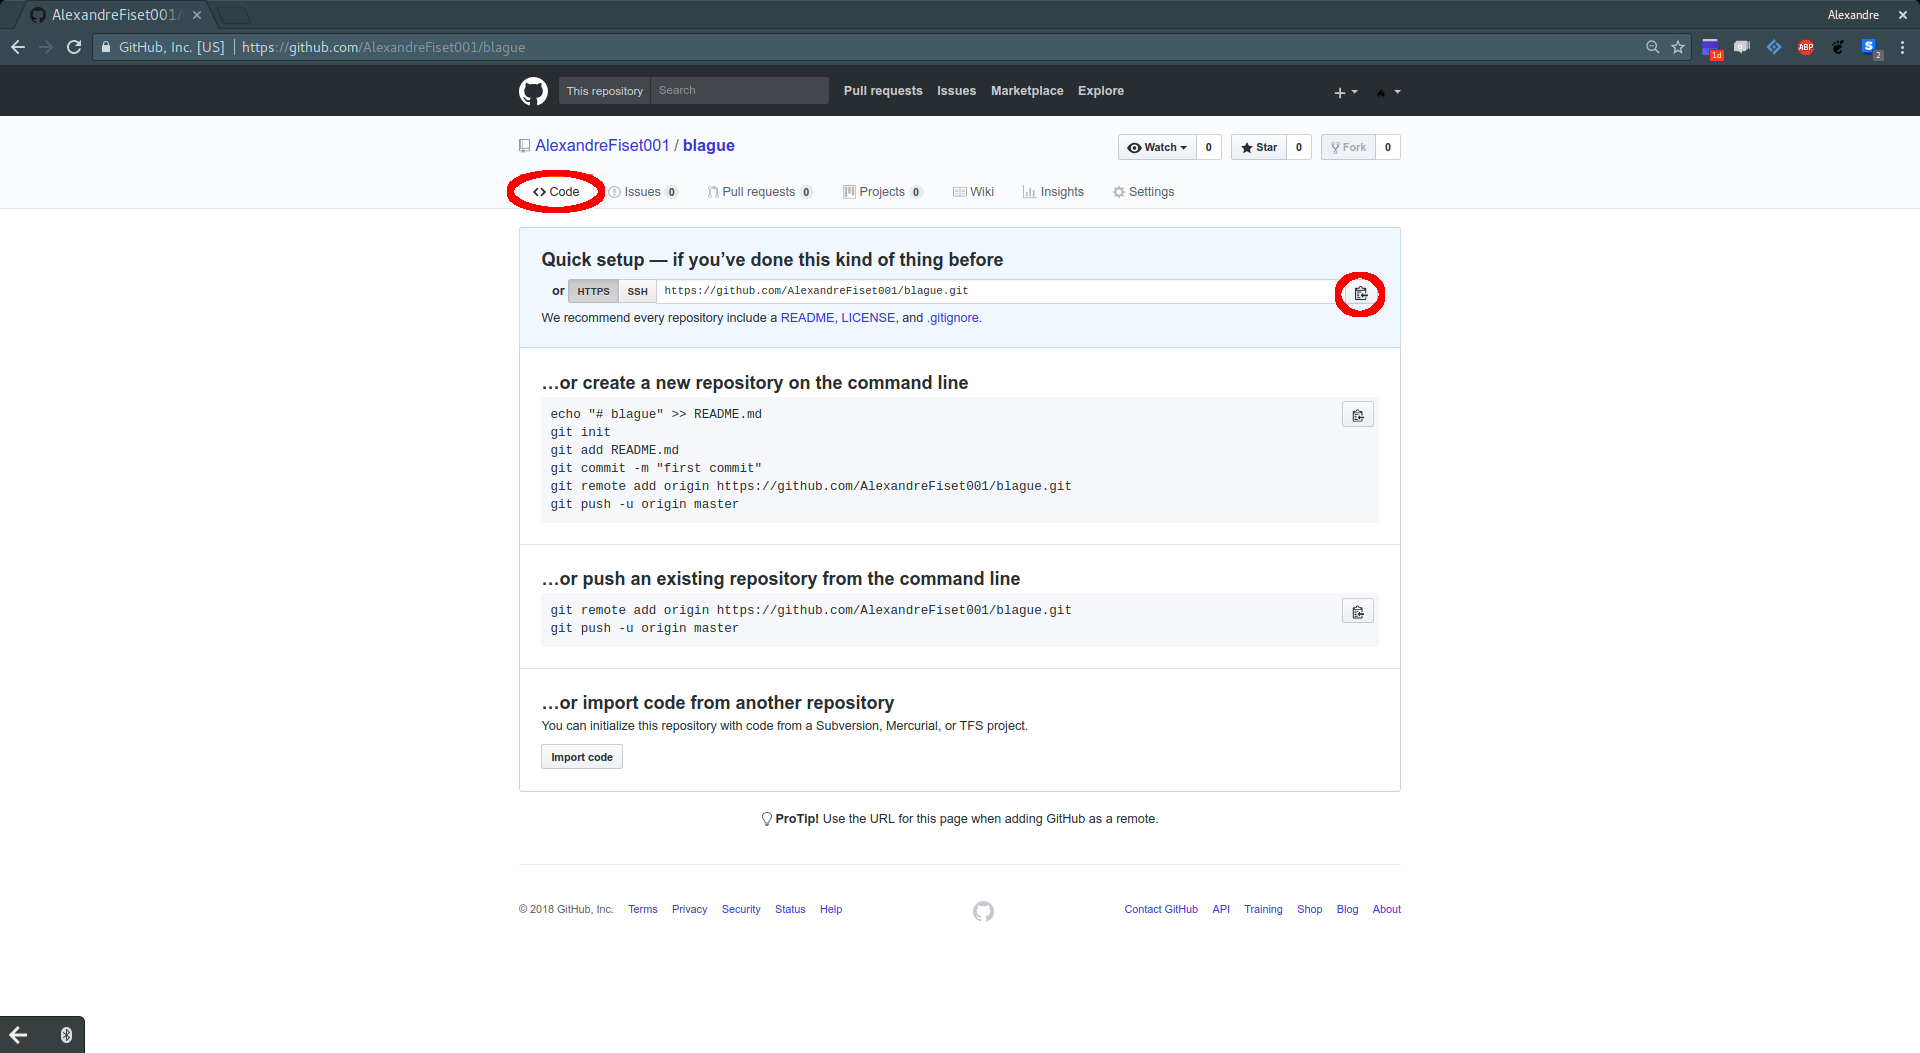 AlexandreFiset001/
Alexandre
GitHub, Inc. [US] | https://github.com/AlexandreFiset001/blague
1d
ABP
S
2
This repository Search Pull requests Issues Marketplace Explore
AlexandreFiset001 / blague
Watch 0 Star 0 Fork 0
<> Code Issues 0 Pull requests 0 Projects 0 Wiki Insights Settings
Quick setup — if you’ve done this kind of thing before
or HTTPS SSH https://github.com/AlexandreFiset001/blague.git
We recommend every repository include a README, LICENSE, and .gitignore.
…or create a new repository on the command line
echo "# blague" >> README.md
git init
git add README.md
git commit -m "first commit"
git remote add origin https://github.com/AlexandreFiset001/blague.git
git push -u origin master
…or push an existing repository from the command line
git remote add origin https://github.com/AlexandreFiset001/blague.git
git push -u origin master
…or import code from another repository
You can initialize this repository with code from a Subversion, Mercurial, or TFS project.
Import code
ProTip! Use the URL for this page when adding GitHub as a remote.
© 2018 GitHub, Inc. Terms Privacy Security Status Help Contact GitHub API Training Shop Blog About